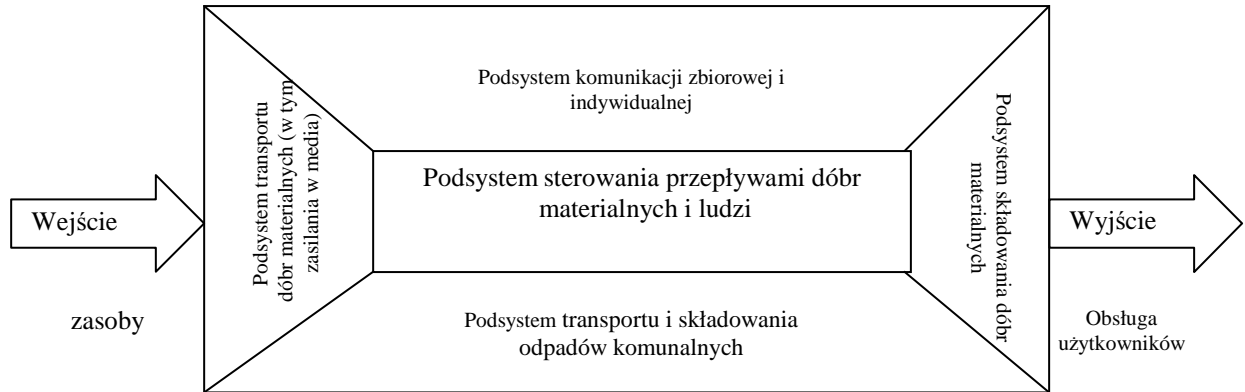 Podsystem komunikacji zbiorowej i
indywidualnej
Podsystem transportu
dóbr materialnych (w tym
zasilania w media)
Podsystem sterowania przepływami dóbr
materialnych i ludzi
Podsystem składowania dóbr
materialnych
Wejście
Wyjście
zasoby
Podsystem transportu i składowania
odpadów komunalnych
Obsługa
użytkowników